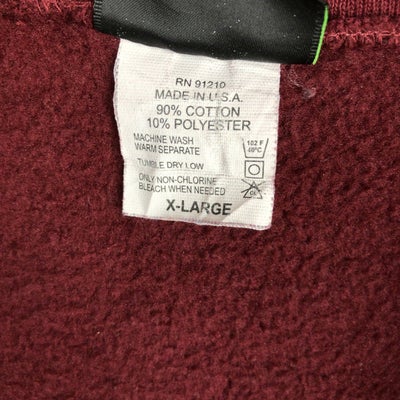 RN 91210
MADE IN U.S.A.
90% COTTON
10% POLYESTER
MACHINE WASH
WARM SEPARATE
102 F
40°C
TUMBLE DRY LOW
ONLY NON-CHLORINE
BLEACH WHEN NEEDED
X-LARGE